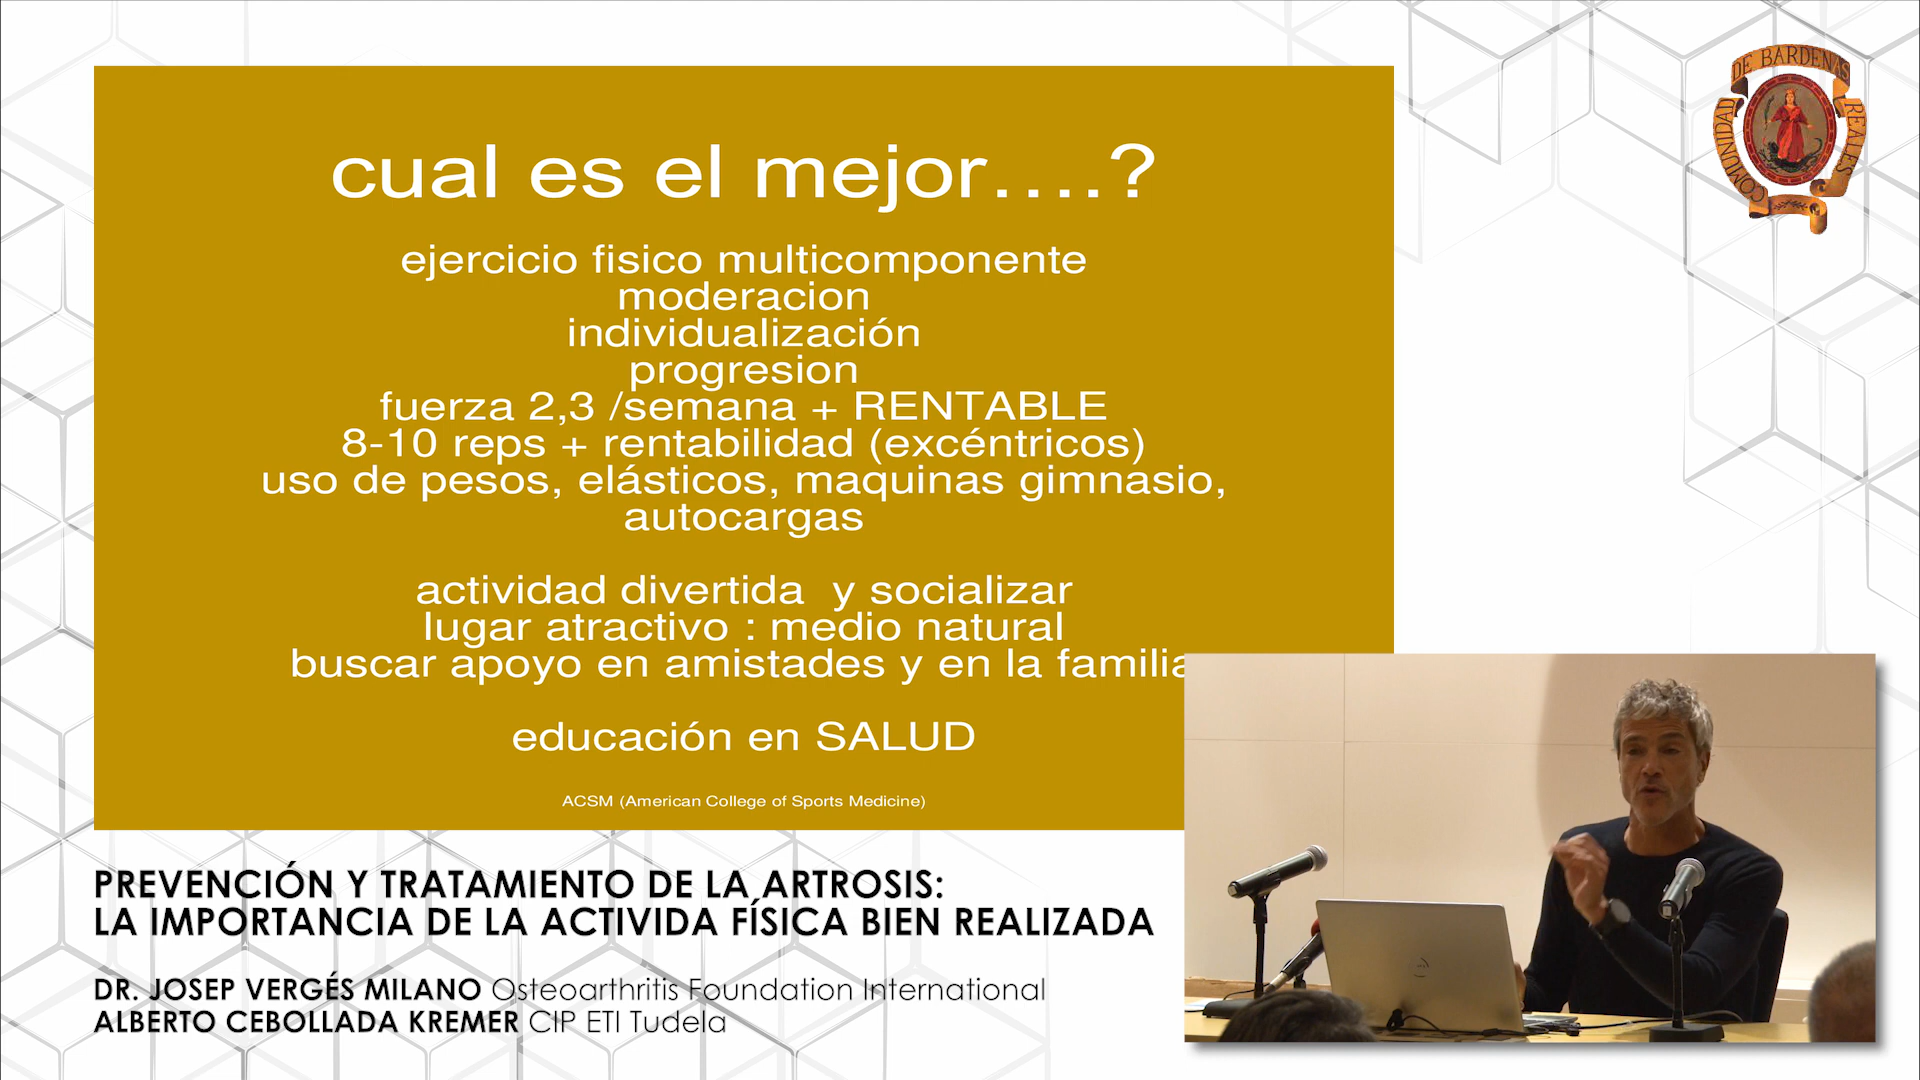 cual es el mejor....?
ejercicio fisico multicomponente
moderacion
individualización
progresion
fuerza 2,3 /semana + RENTABLE
8-10 reps + rentabilidad (excéntricos)
uso de pesos, elásticos, maquinas gimnasio,
autocargas
actividad divertida y socializar
lugar atractivo : medio natural
buscar apoyo en amistades y en la familia
educación en SALUD
ACSM (American College of Sports Medicine)
COMUNIDAD DE BARDENAS REALES
PREVENCIÓN Y TRATAMIENTO DE LA ARTROSIS:
LA IMPORTANCIA DE LA ACTIVIDA FÍSICA BIEN REALIZADA
DR. JOSEP VERGÉS MILANO Osteoarthritis Foundation International
ALBERTO CEBOLLADA KREMER CIP ETI Tudela